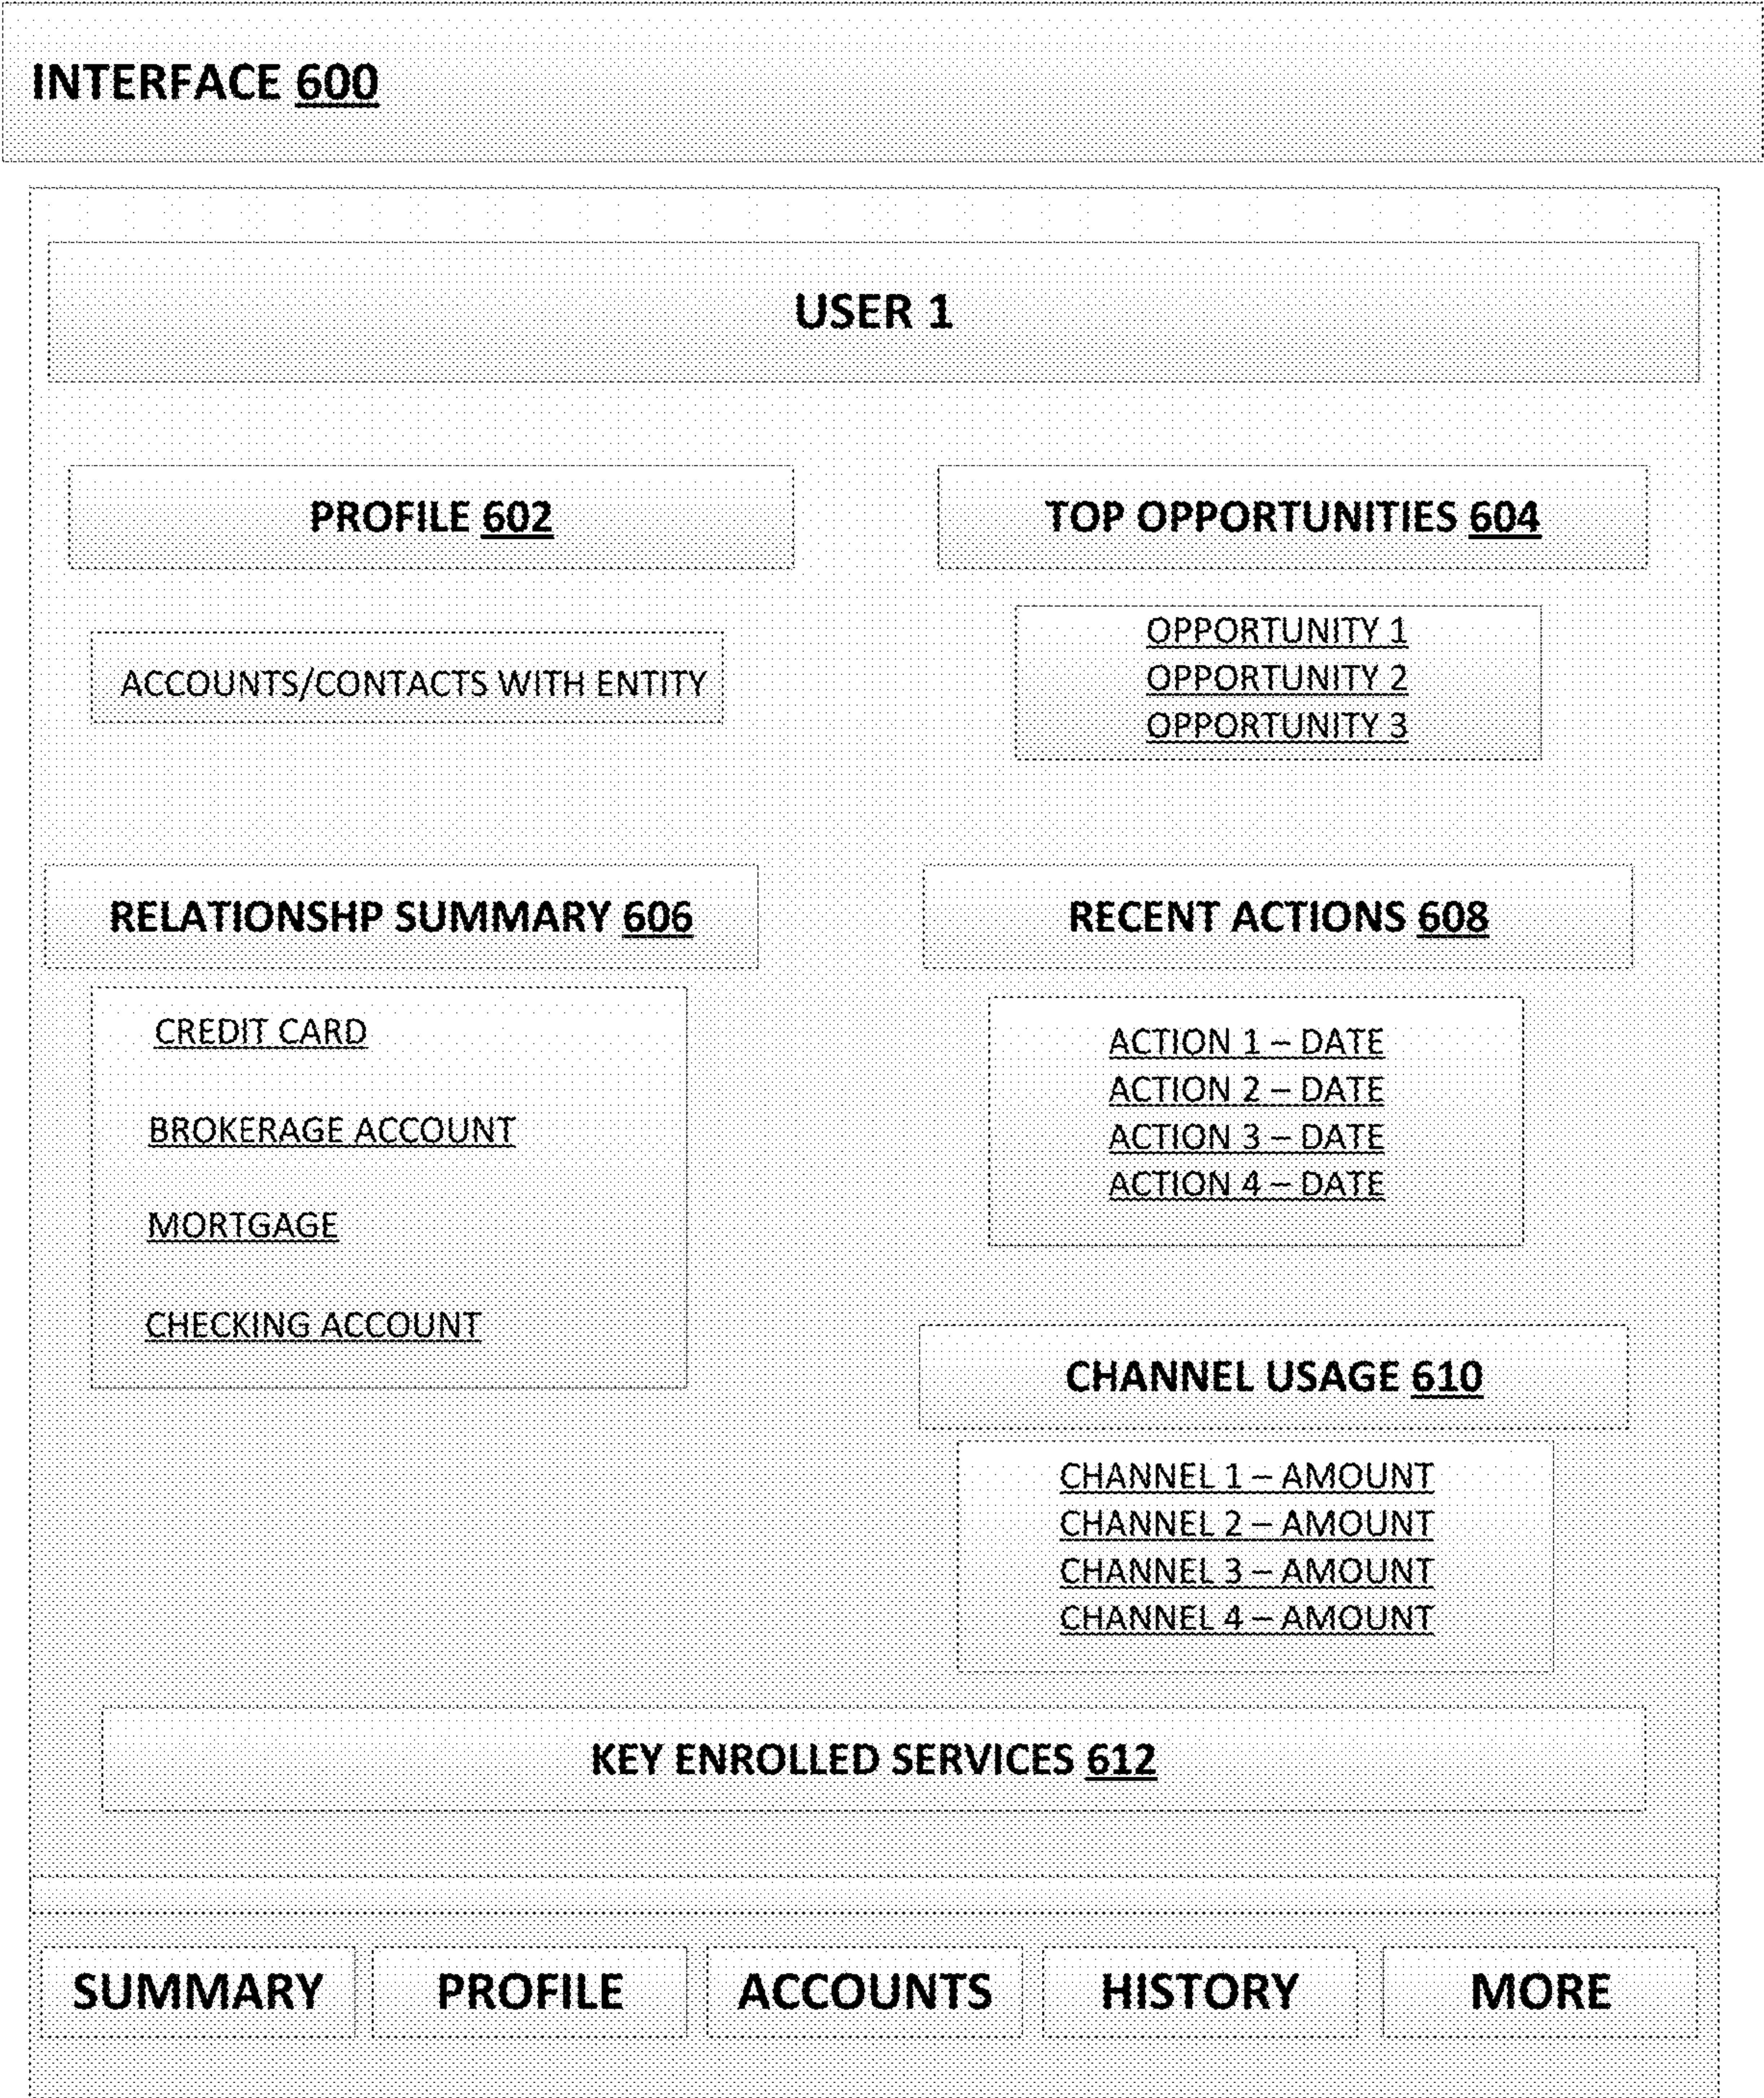 INTERFACE 600
USER 1
PROFILE 602
ACCOUNTS/CONTACTS WITH ENTITY
TOP OPPORTUNITIES 604
OPPORTUNITY 1
OPPORTUNITY 2
OPPORTUNITY 3
RELATIONSHP SUMMARY 606
CREDIT CARD
BROKERAGE ACCOUNT
MORTGAGE
CHECKING ACCOUNT
RECENT ACTIONS 608
ACTION 1 – DATE
ACTION 2 – DATE
ACTION 3 – DATE
ACTION 4 – DATE
CHANNEL USAGE 610
CHANNEL 1 – AMOUNT
CHANNEL 2 – AMOUNT
CHANNEL 3 – AMOUNT
CHANNEL 4 – AMOUNT
KEY ENROLLED SERVICES 612
SUMMARY
PROFILE
ACCOUNTS
HISTORY
MORE